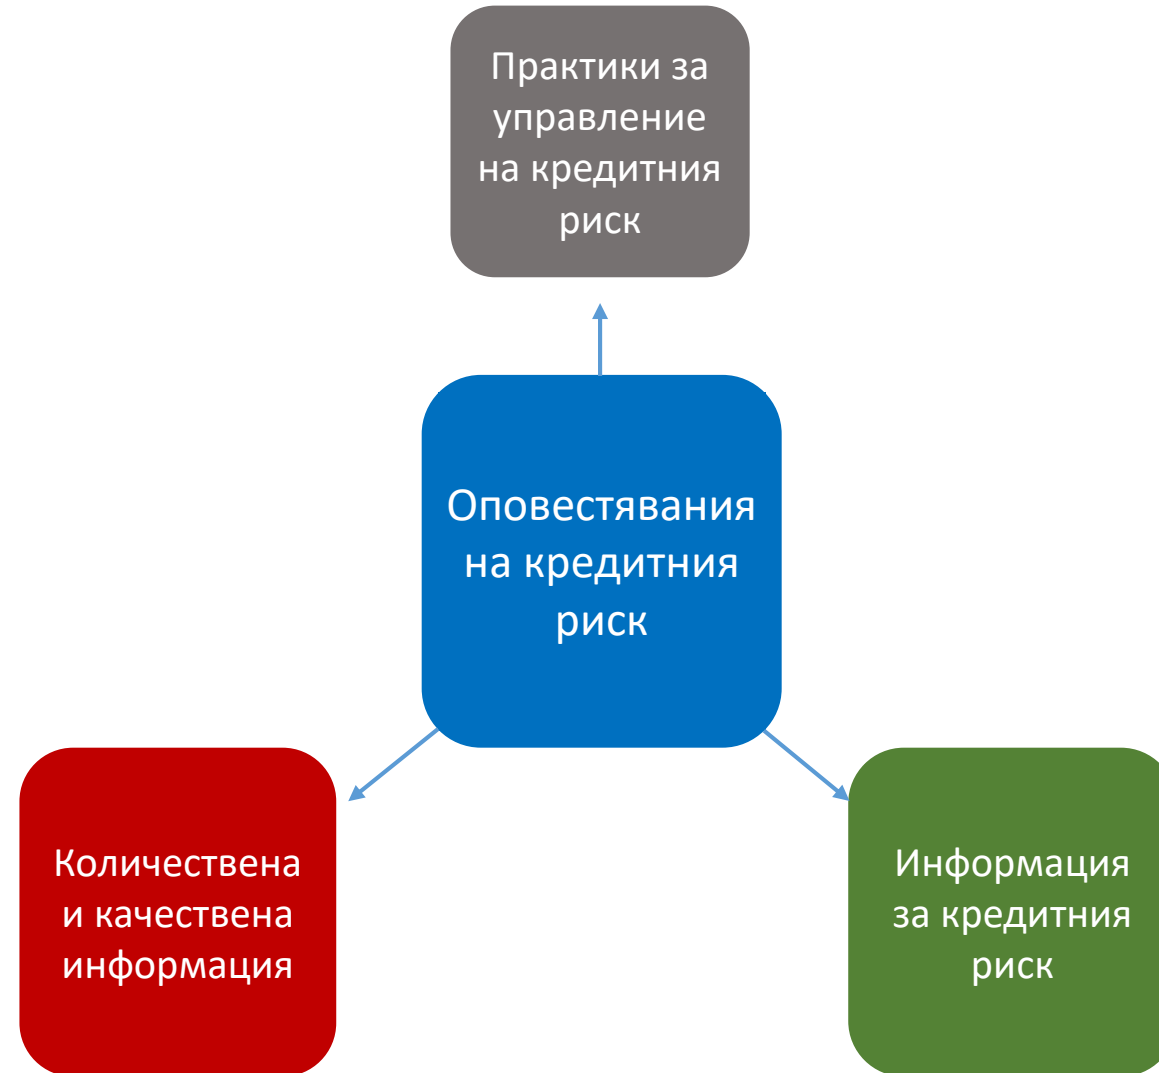 Практики за
управление
на кредитния
риск
Оповестявания
на кредитния
риск
Количествена
и качествена
информация
Информация
за кредитния
риск